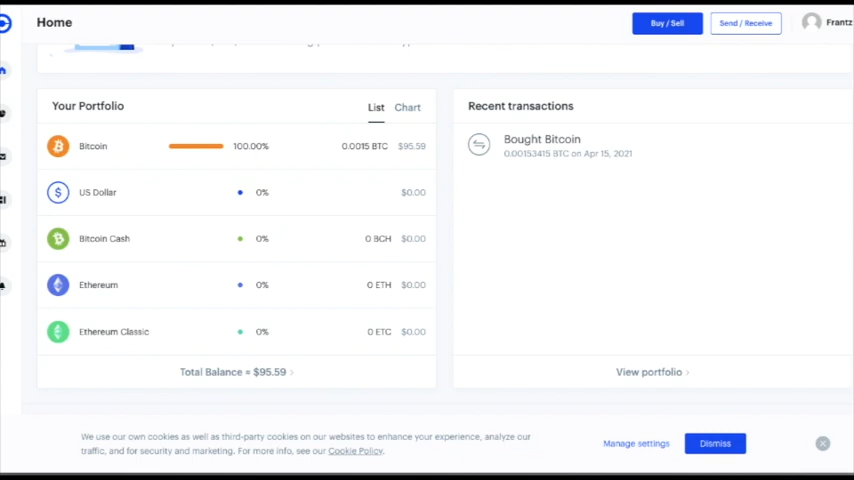 Home
Buy / Sell
Send / Receive
Frantz
Your Portfolio
List
Chart
Bitcoin 100.00% 0.0015 BTC $95.59
US Dollar 0% $0.00
Bitcoin Cash 0% 0 BCH $0.00
Ethereum 0% 0 ETH $0.00
Ethereum Classic 0% 0 ETC $0.00
Total Balance = $95.59
Recent transactions
Bought Bitcoin
0.00153415 BTC on Apr 15, 2021
View portfolio
We use our own cookies as well as third-party cookies on our websites to enhance your experience, analyze our
traffic, and for security and marketing. For more info, see our Cookie Policy.
Manage settings
Dismiss